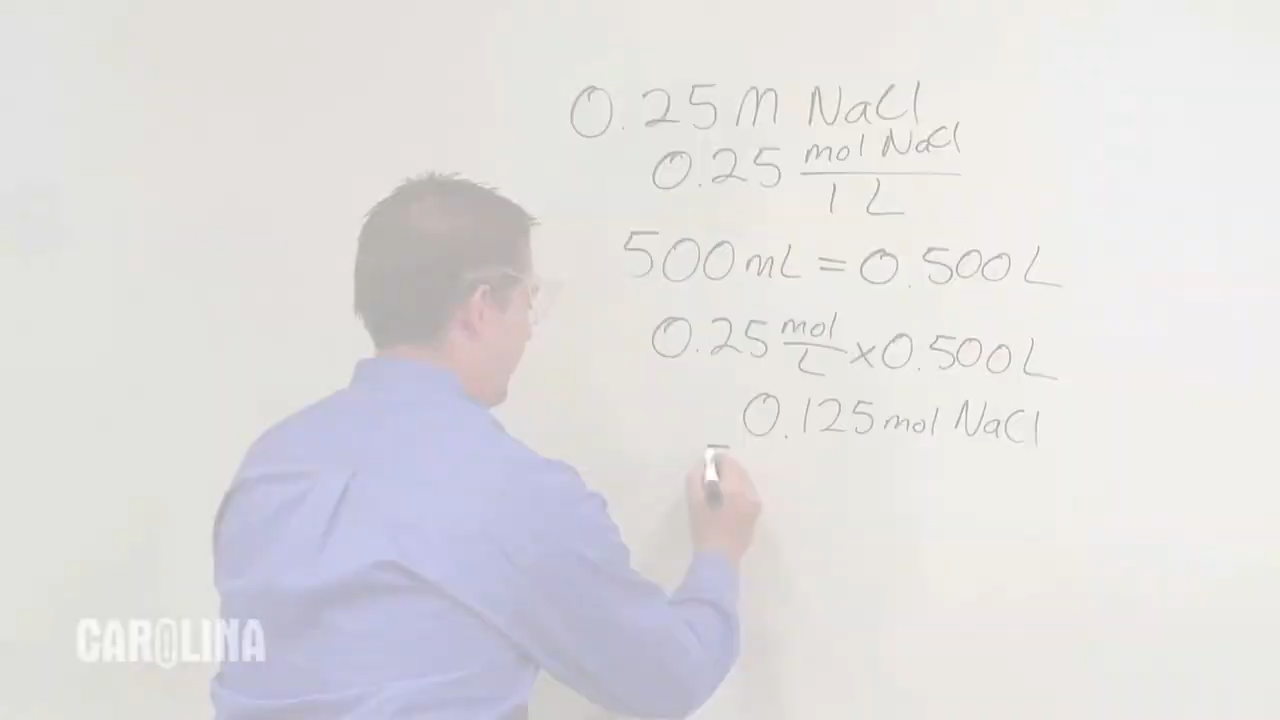 0.25 M NaCl
0.25 mol NaCl
1 L
500 mL = 0.500 L
0.25 mol/L x 0.500 L
0.125 mol NaCl
CAROLINA